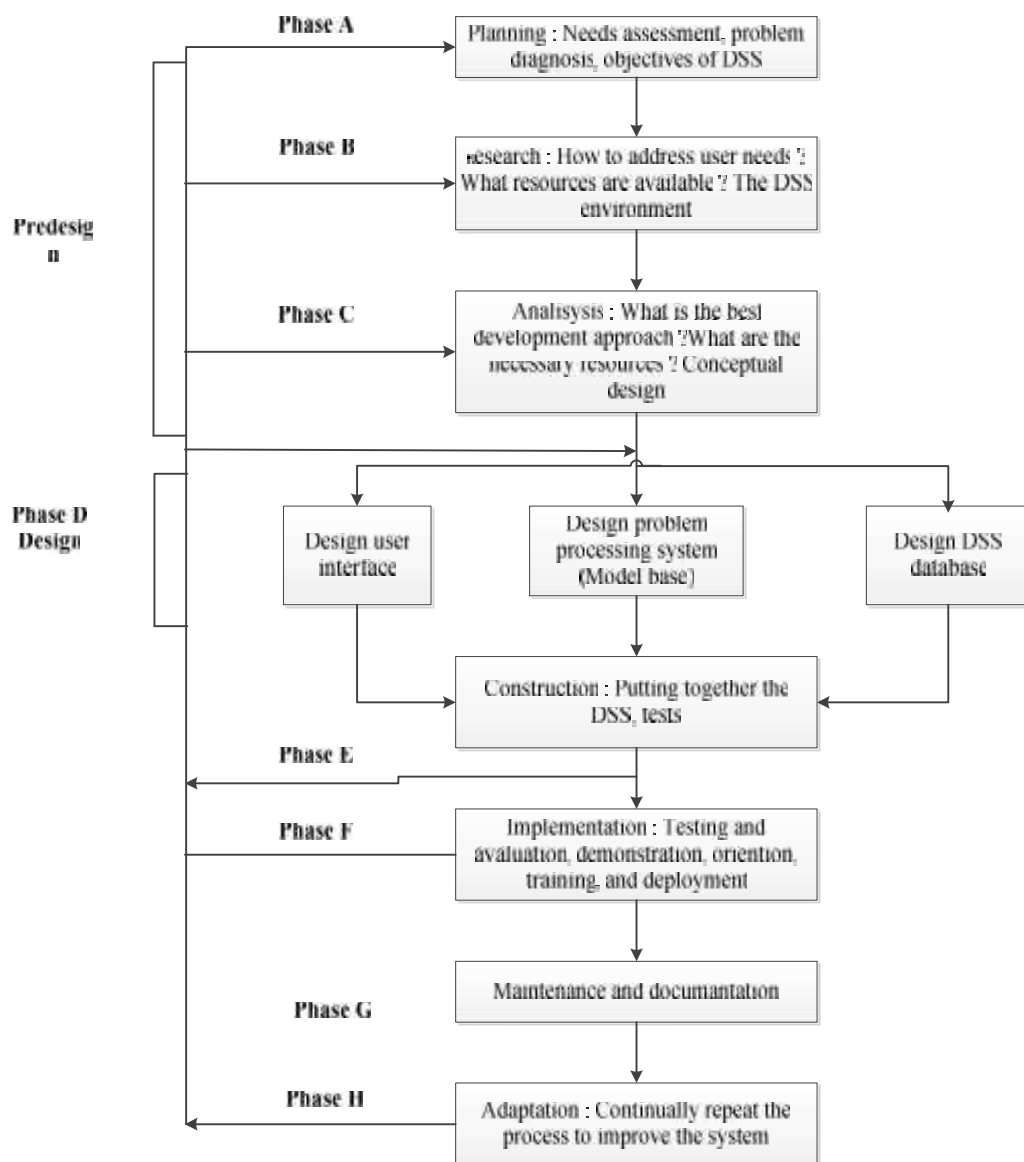 Phase A
Planning : Needs assessment, problem
diagnosis, objectives of DSS
Phase B
research : How to address user needs ?
What resources are available ? The DSS
environment
Predesig
n
Phase C
Analisysis : What is the best
development approach ?What are the
necessary resources ? Conceptual
design
Phase D
Design
Design user
interface
Design problem
processing system
(Model base)
Design DSS
database
Construction : Putting together the
DSS, tests
Phase E
Phase F
Implementation : Testing and
avaluation, demonstration, oriention,
training, and deployment
Maintenance and documantation
Phase G
Phase H
Adaptation : Continually repeat the
process to improve the system